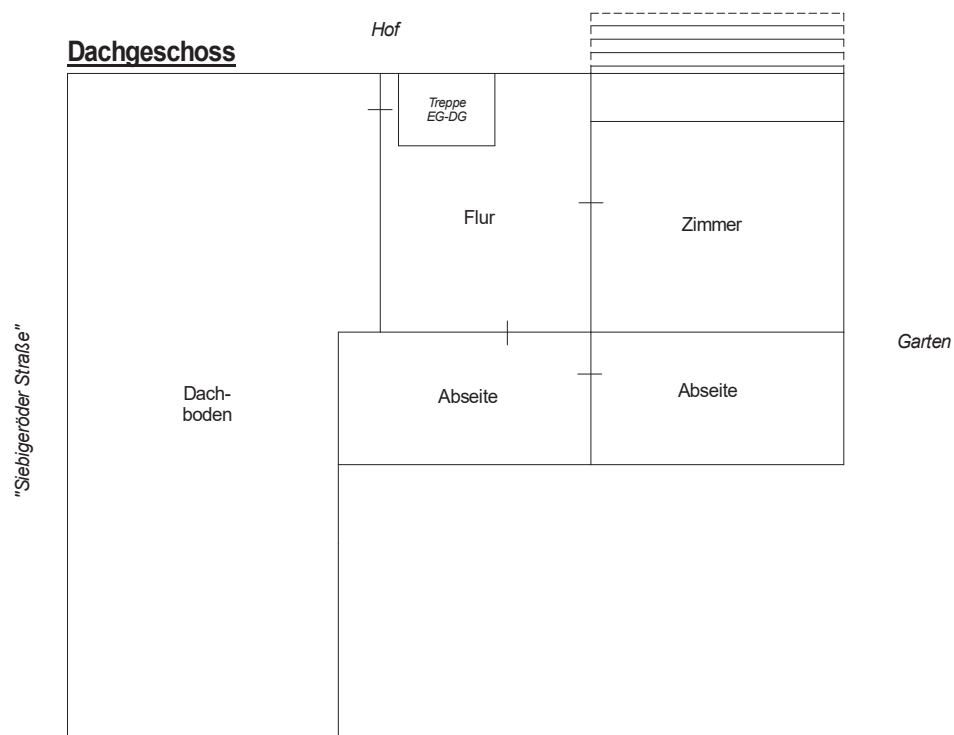 Hof
Dachgeschoss
Treppe
EG-DG
Flur
Zimmer
"Siebigeröder Straße"
Garten
Dach-
boden
Abseite
Abseite